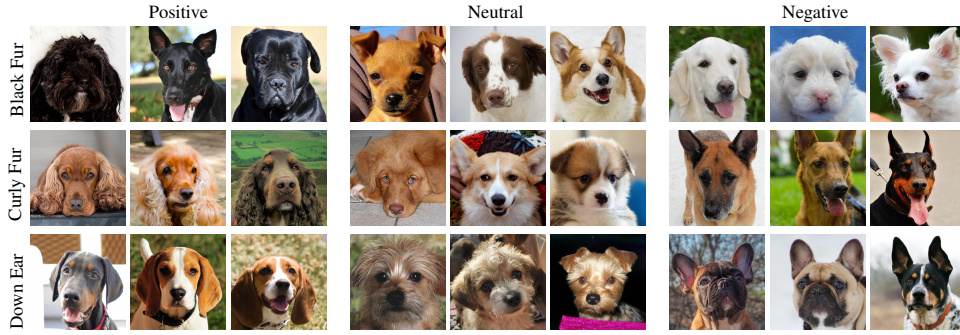 Positive
Neutral
Negative
Black Fur
Curly Fur
Down Ear